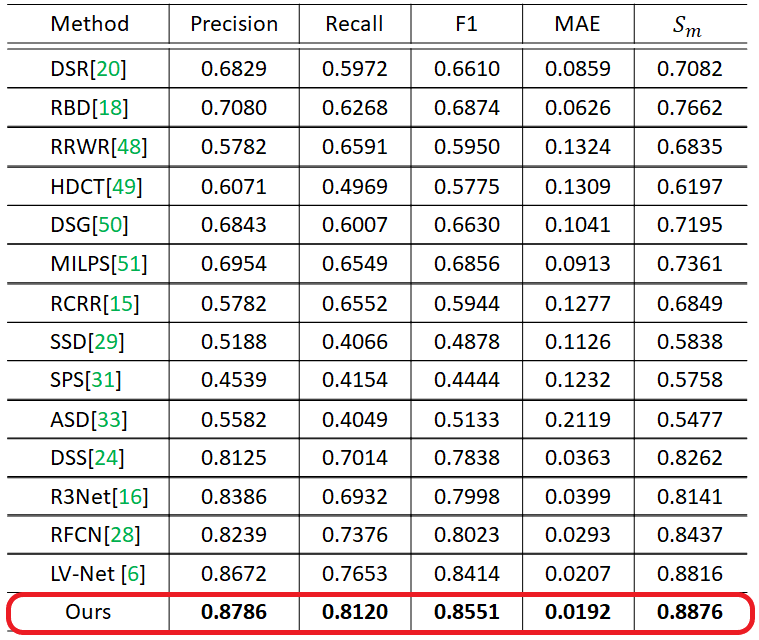 Method Precision Recall F1 MAE Sm
DSR[20] 0.6829 0.5972 0.6610 0.0859 0.7082
RBD[18] 0.7080 0.6268 0.6874 0.0626 0.7662
RRWR[48] 0.5782 0.6591 0.5950 0.1324 0.6835
HDCT[49] 0.6071 0.4969 0.5775 0.1309 0.6197
DSG[50] 0.6843 0.6007 0.6630 0.1041 0.7195
MILPS[51] 0.6954 0.6549 0.6856 0.0913 0.7361
RCRR[15] 0.5782 0.6552 0.5944 0.1277 0.6849
SSD[29] 0.5188 0.4066 0.4878 0.1126 0.5838
SPS[31] 0.4539 0.4154 0.4444 0.1232 0.5758
ASD[33] 0.5582 0.4049 0.5133 0.2119 0.5477
DSS[24] 0.8125 0.7014 0.7838 0.0363 0.8262
R3Net[16] 0.8386 0.6932 0.7998 0.0399 0.8141
RFCN[28] 0.8239 0.7376 0.8023 0.0293 0.8437
LV-Net [6] 0.8672 0.7653 0.8414 0.0207 0.8816
Ours 0.8786 0.8120 0.8551 0.0192 0.8876